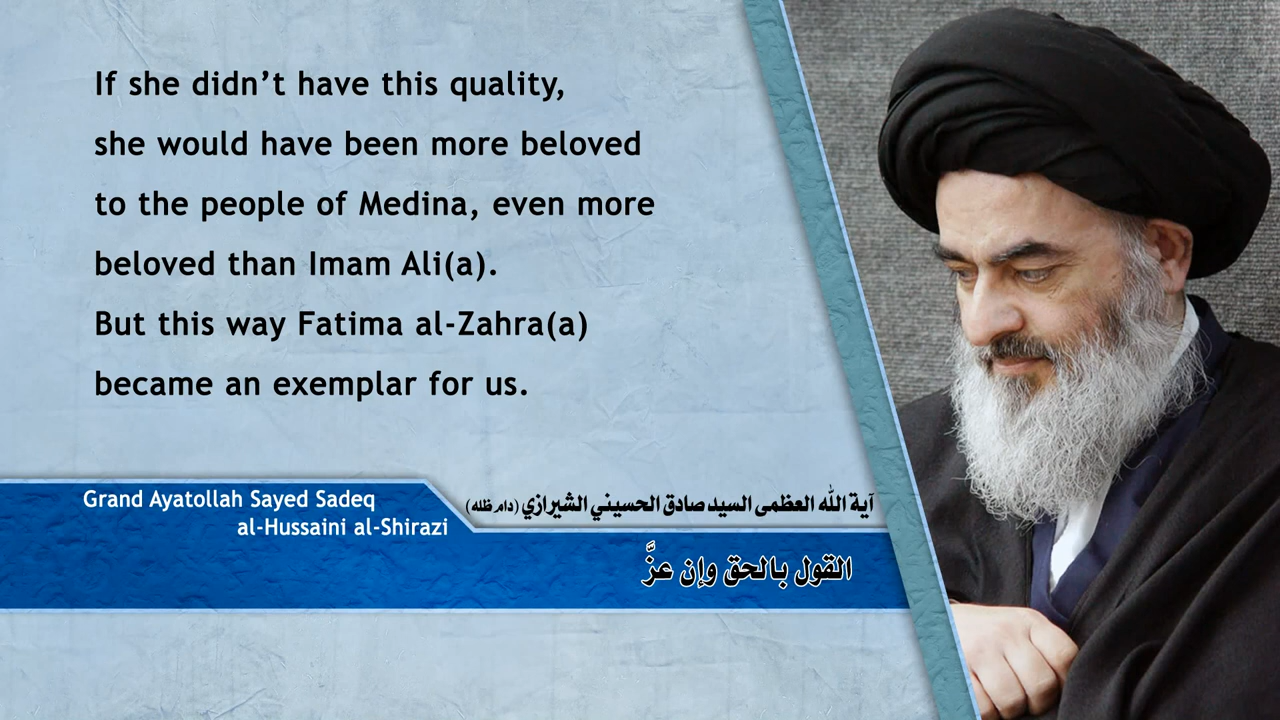 If she didn’t have this quality,
she would have been more beloved
to the people of Medina, even more
beloved than Imam Ali(a).
But this way Fatima al-Zahra(a)
became an exemplar for us.
Grand Ayatollah Sayed Sadeq
al-Hussaini al-Shirazi
آية الله العظمى السيد صادق الحسيني الشيرازي (دام ظله)
القول بالحق وإن عزَّ